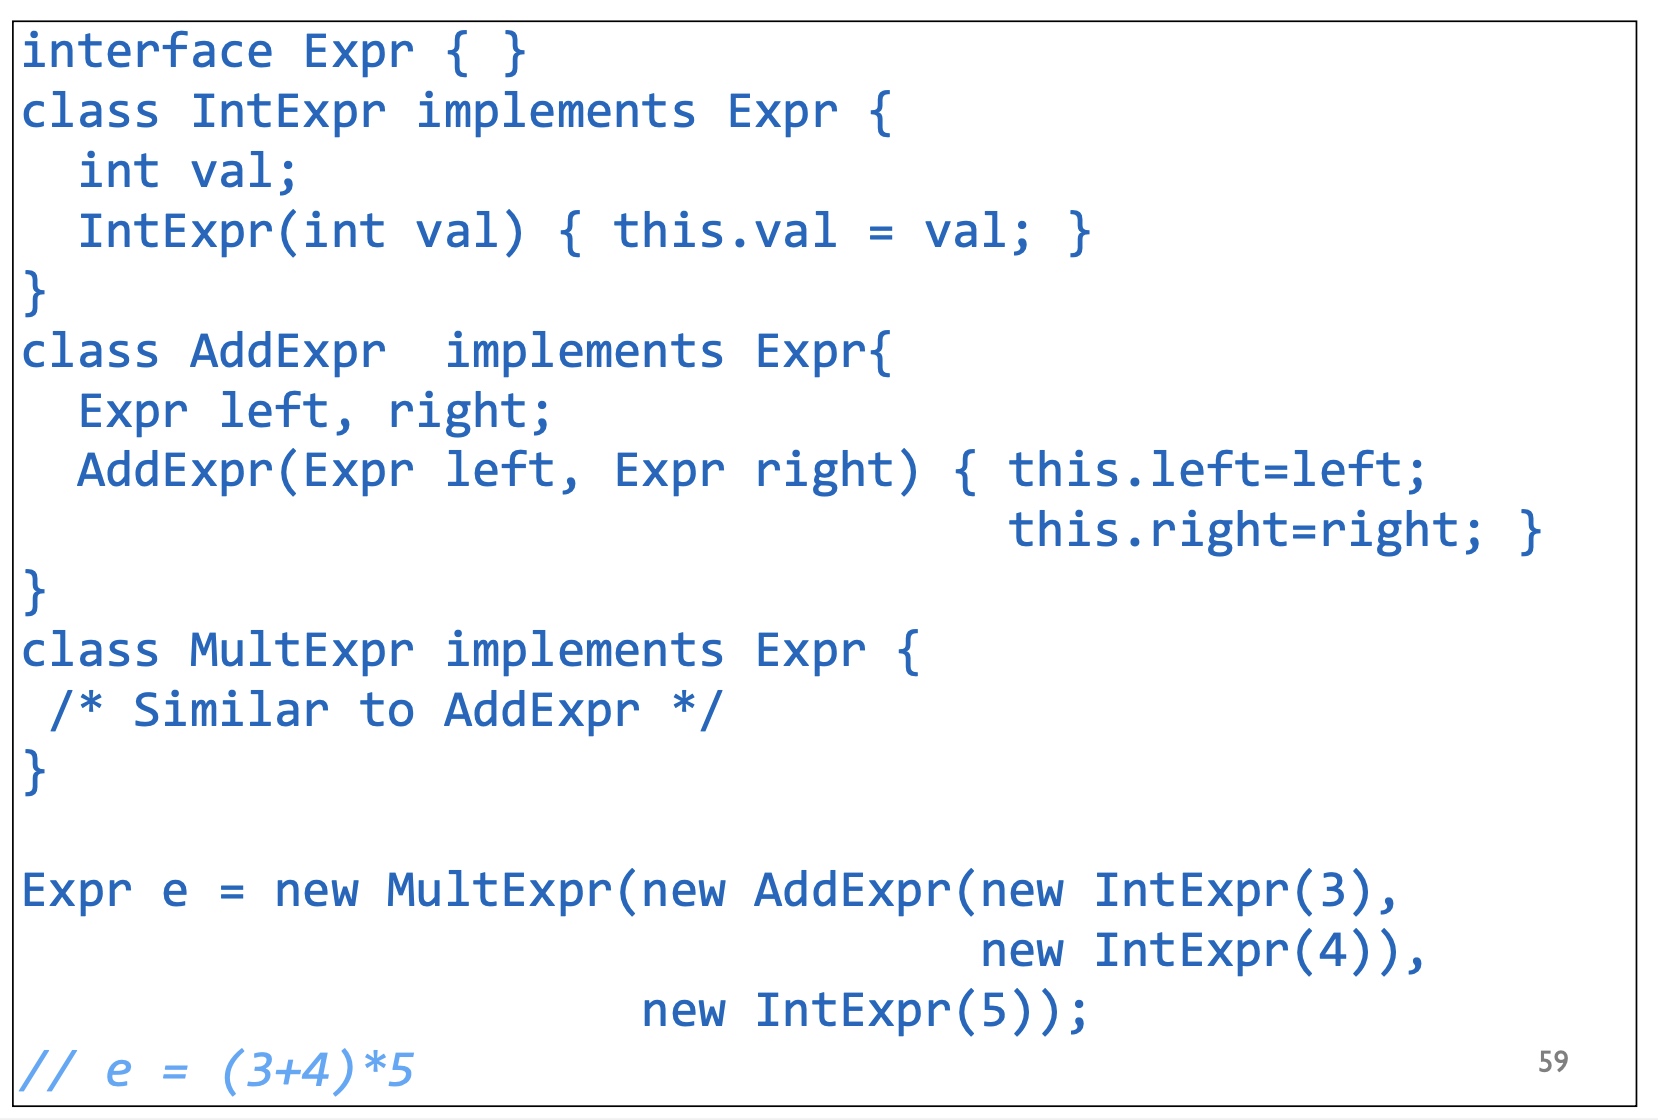 interface Expr { }
class IntExpr implements Expr {
  int val;
  IntExpr(int val) { this.val = val; }
}
class AddExpr  implements Expr{
  Expr left, right;
  AddExpr(Expr left, Expr right) { this.left=left;
                                   this.right=right; }
}
class MultExpr implements Expr {
 /* Similar to AddExpr */
}

Expr e = new MultExpr(new AddExpr(new IntExpr(3),
                                  new IntExpr(4)),
                      new IntExpr(5));
// e = (3+4)*5
59